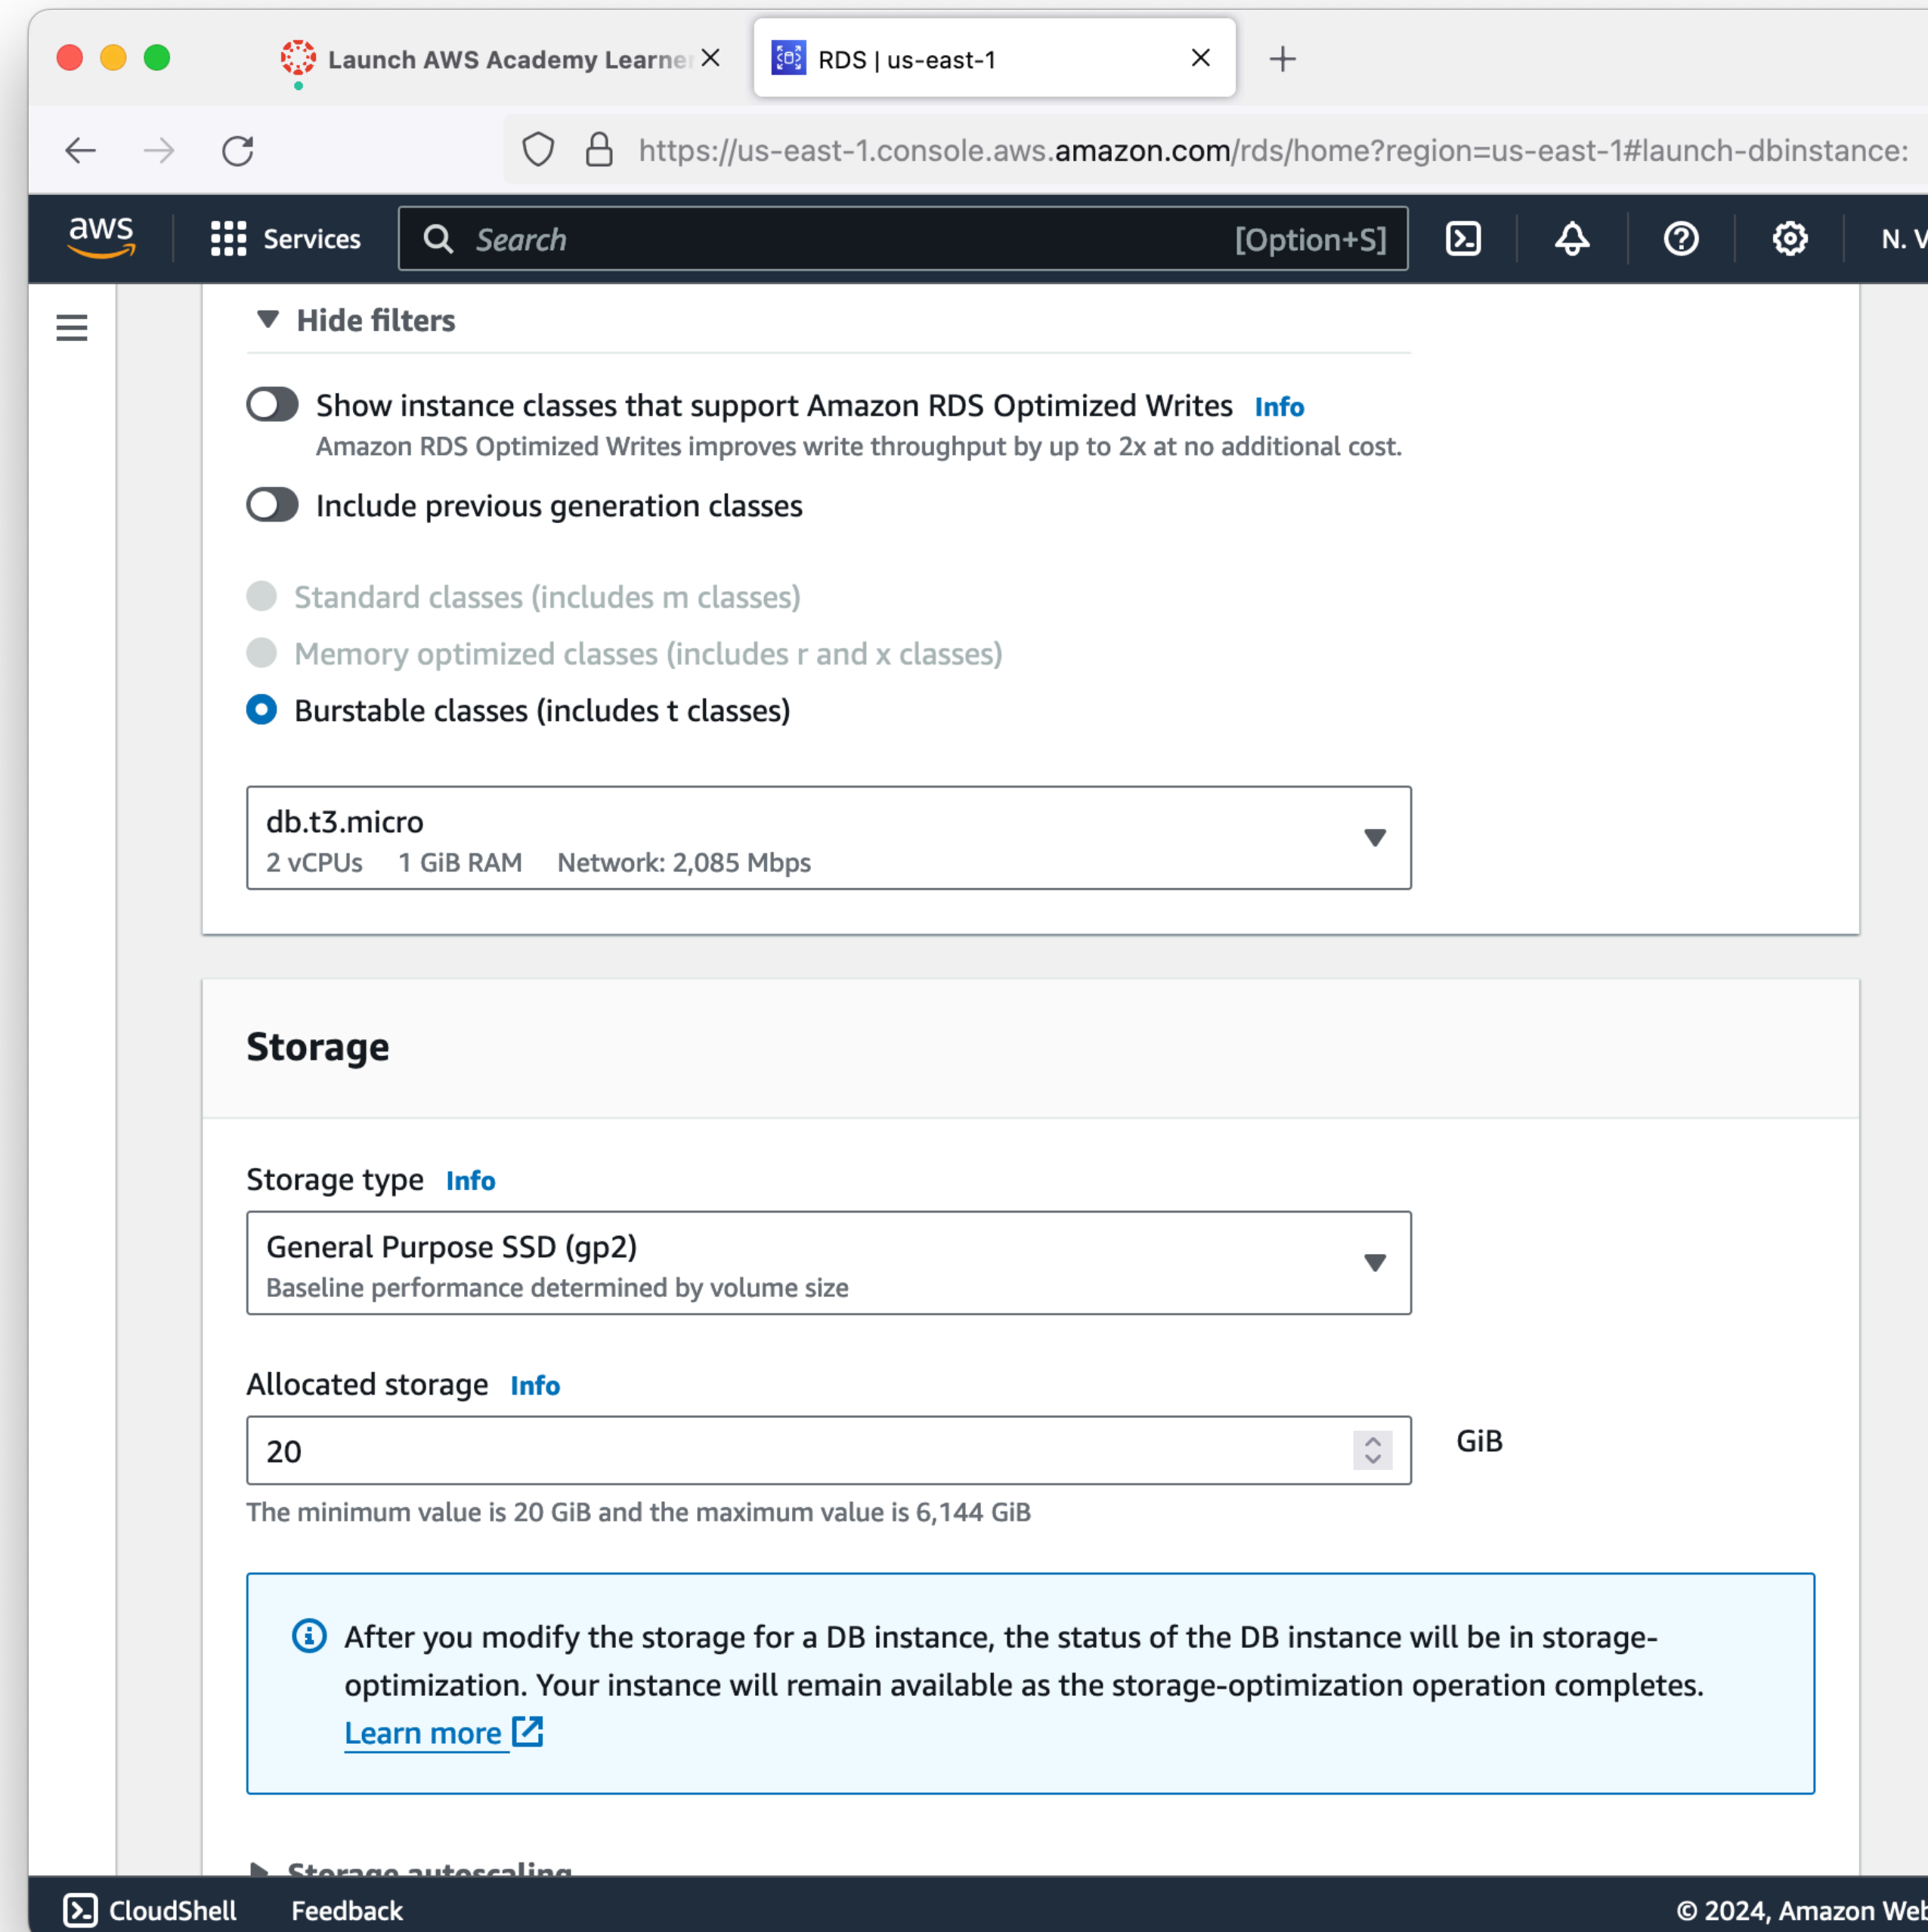 Launch AWS Academy Learner
RDS | us-east-1
https://us-east-1.console.aws.amazon.com/rds/home?region=us-east-1#launch-dbinstance:
aws
Services
Search
[Option+S]
N. V
Hide filters
Show instance classes that support Amazon RDS Optimized Writes Info
Amazon RDS Optimized Writes improves write throughput by up to 2x at no additional cost.
Include previous generation classes
Standard classes (includes m classes)
Memory optimized classes (includes r and x classes)
Burstable classes (includes t classes)
db.t3.micro
2 vCPUs 1 GiB RAM Network: 2,085 Mbps
Storage
Storage type Info
General Purpose SSD (gp2)
Baseline performance determined by volume size
Allocated storage Info
20
GiB
The minimum value is 20 GiB and the maximum value is 6,144 GiB
After you modify the storage for a DB instance, the status of the DB instance will be in storage-
optimization. Your instance will remain available as the storage-optimization operation completes.
Learn more
Storage autoscaling
CloudShell
Feedback
© 2024, Amazon Web